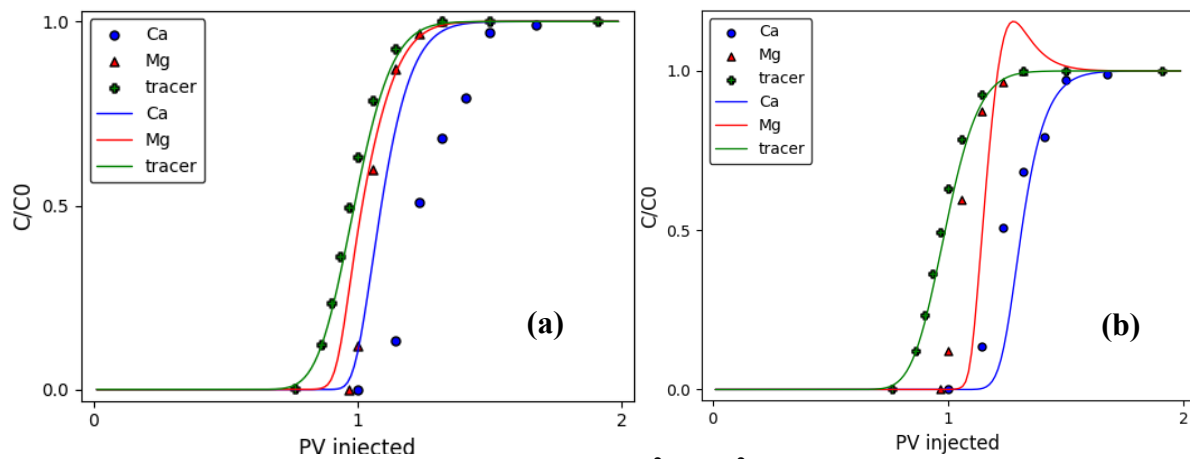 1.0
Ca
Mg
tracer
Ca
Mg
tracer
0.5
C/C0
(a)
0.0
0
1
2
PV injected
Ca
Mg
tracer
Ca
Mg
tracer
1.0
0.5
C/C0
(b)
0.0
0
1
2
PV injected